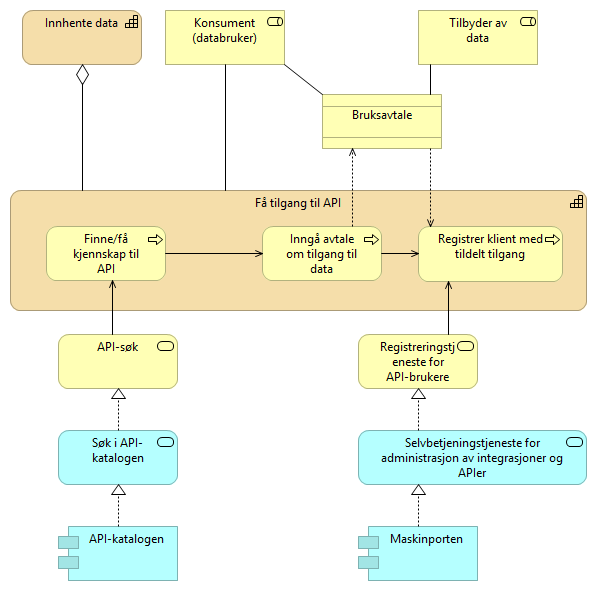 Innhente data
Konsument
(databruker)
Tilbyder av
data
Bruksavtale
Få tilgang til API
Finne/få
kjennskap til
API
Inngå avtale
om tilgang til
data
Registrer klient med
tildelt tilgang
API-søk
Registreringstj
eneste for
API-brukere
Søk i API-
katalogen
Selvbetjeningstjeneste for
administrasjon av integrasjoner og
APIer
API-katalogen
Maskinporten